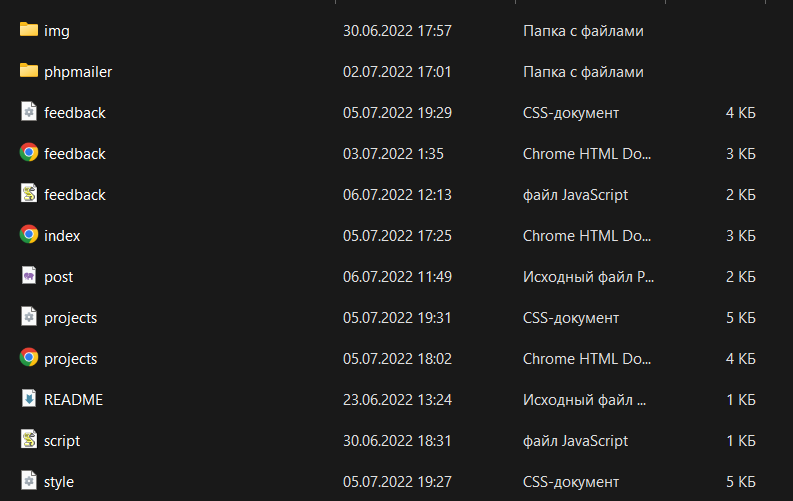 img 30.06.2022 17:57 Папка с файлами
phpmailer 02.07.2022 17:01 Папка с файлами
feedback 05.07.2022 19:29 CSS-документ 4 КБ
feedback 03.07.2022 1:35 Chrome HTML Do... 3 КБ
feedback 06.07.2022 12:13 файл JavaScript 2 КБ
index 05.07.2022 17:25 Chrome HTML Do... 3 КБ
post 06.07.2022 11:49 Исходный файл P... 2 КБ
projects 05.07.2022 19:31 CSS-документ 5 КБ
projects 05.07.2022 18:02 Chrome HTML Do... 4 КБ
README 23.06.2022 13:24 Исходный файл ... 1 КБ
script 30.06.2022 18:31 файл JavaScript 1 КБ
style 05.07.2022 19:27 CSS-документ 5 КБ